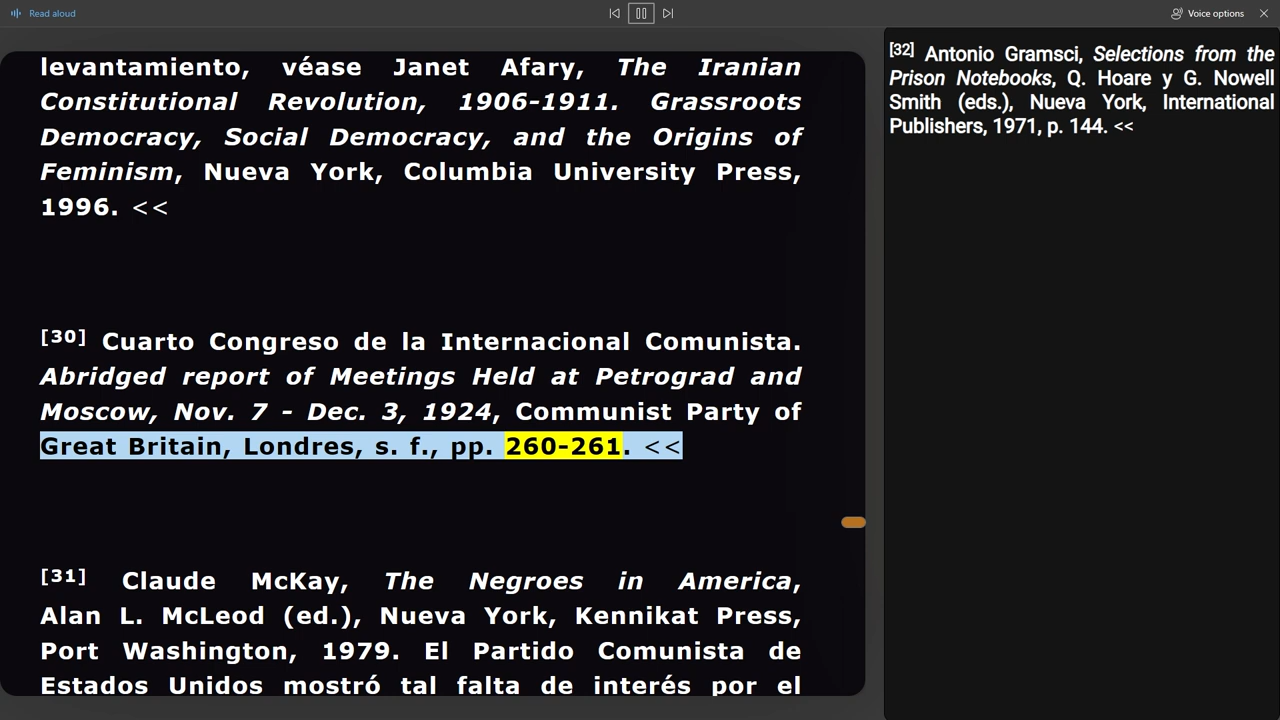 Read aloud
Voice options
levantamiento, véase Janet Afary, The Iranian
Constitutional Revolution, 1906-1911. Grassroots
Democracy, Social Democracy, and the Origins of
Feminism, Nueva York, Columbia University Press,
1996. <<
[30] Cuarto Congreso de la Internacional Comunista.
Abridged report of Meetings Held at Petrograd and
Moscow, Nov. 7 - Dec. 3, 1924, Communist Party of
Great Britain, Londres, s. f., pp. 260-261. <<
[31] Claude McKay, The Negroes in America,
Alan L. McLeod (ed.), Nueva York, Kennikat Press,
Port Washington, 1979. El Partido Comunista de
Estados Unidos mostró tal falta de interés por el
[32] Antonio Gramsci, Selections from the
Prison Notebooks, Q. Hoare y G. Nowell
Smith (eds.), Nueva York, International
Publishers, 1971, p. 144. <<